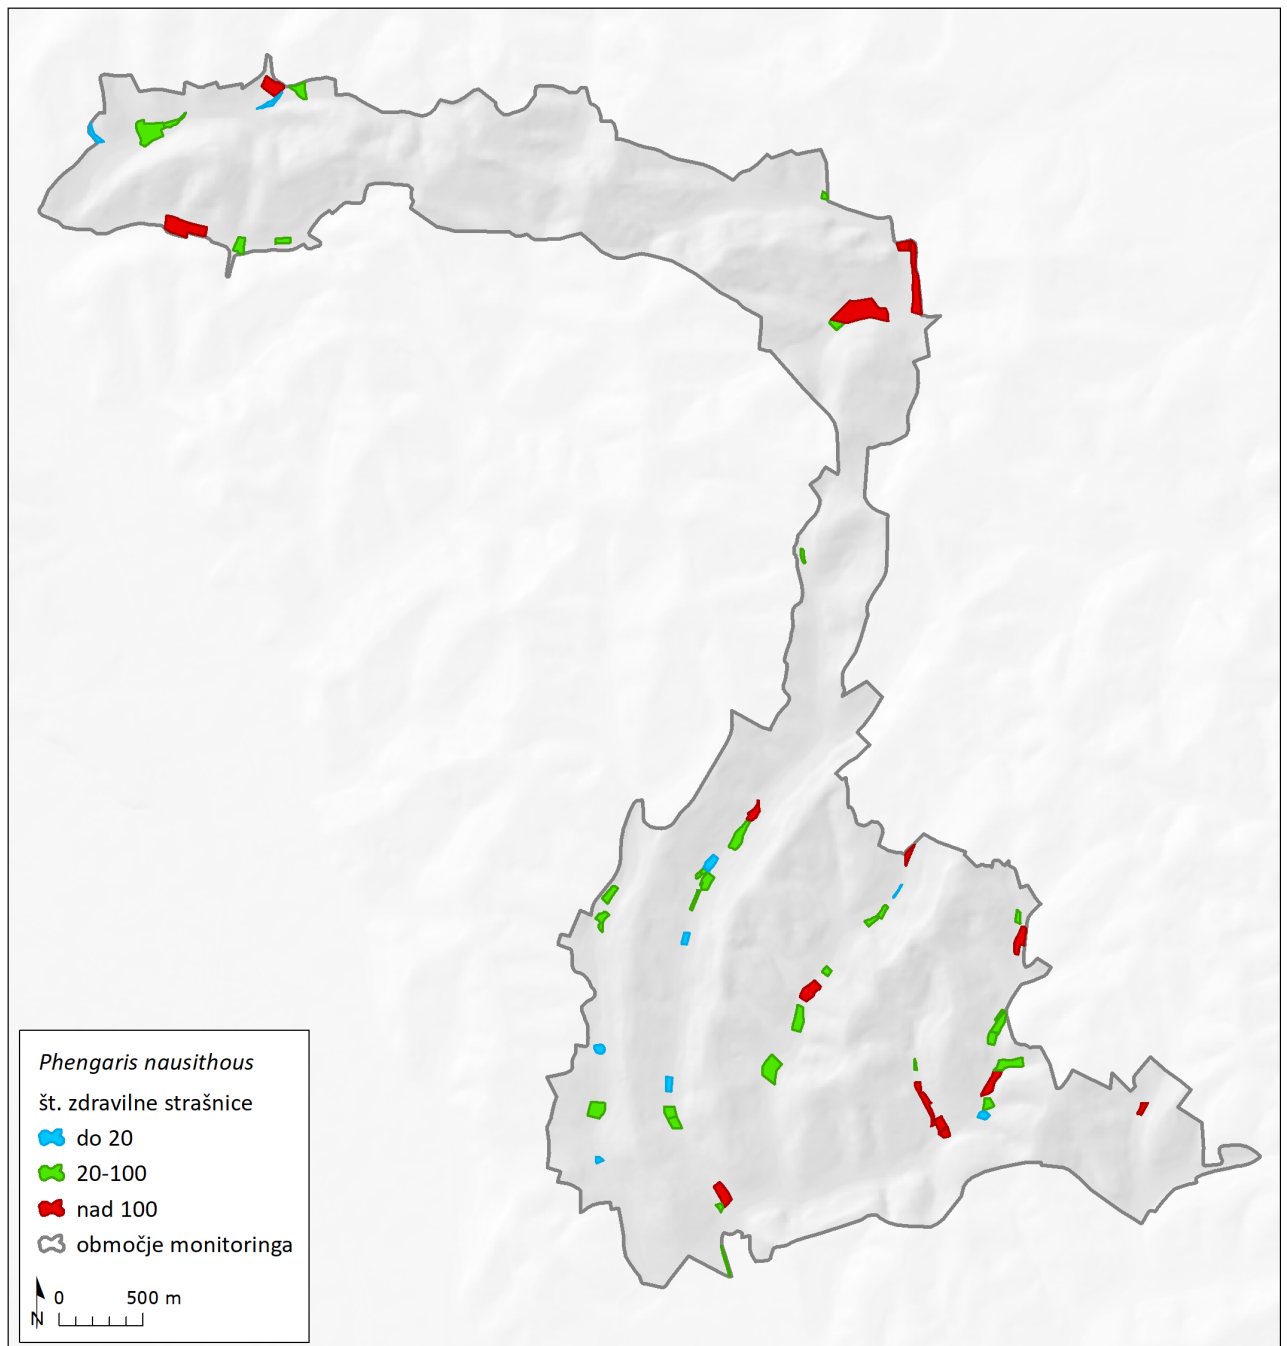 Phengaris nausithous
št. zdravilne strašnice
do 20
20-100
nad 100
območje monitoringa
N 0 500 m